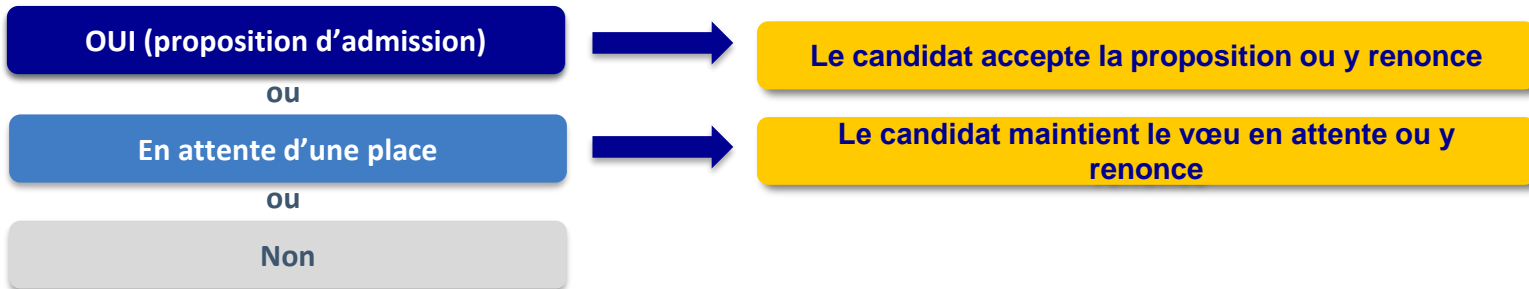 OUI (proposition d’admission)
Le candidat accepte la proposition ou y renonce
ou
En attente d’une place
Le candidat maintient le vœu en attente ou y
renonce
ou
Non